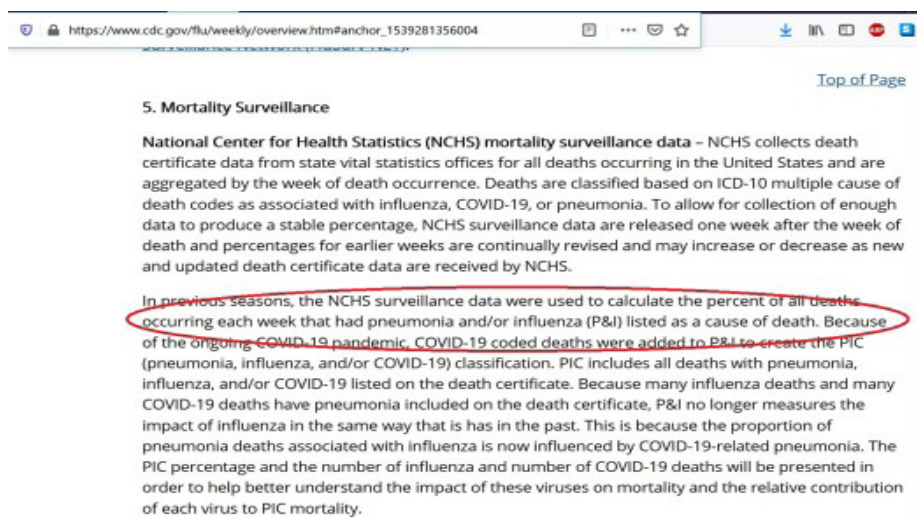 https://www.cdc.gov/flu/weekly/overview.htm#anchor_1539281356004
Top of Page
5. Mortality Surveillance
National Center for Health Statistics (NCHS) mortality surveillance data – NCHS collects death
certificate data from state vital statistics offices for all deaths occurring in the United States and are
aggregated by the week of death occurrence. Deaths are classified based on ICD-10 multiple cause of
death codes as associated with influenza, COVID-19, or pneumonia. To allow for collection of enough
data to produce a stable percentage, NCHS surveillance data are released one week after the week of
death and percentages for earlier weeks are continually revised and may increase or decrease as new
and updated death certificate data are received by NCHS.
In previous seasons, the NCHS surveillance data were used to calculate the percent of all deaths
occurring each week that had pneumonia and/or influenza (P&I) listed as a cause of death. Because
of the ongoing COVID-19 pandemic, COVID-19 coded deaths were added to P&I to create the PIC
(pneumonia, influenza, and/or COVID-19) classification. PIC includes all deaths with pneumonia,
influenza, and/or COVID-19 listed on the death certificate. Because many influenza deaths and many
COVID-19 deaths have pneumonia included on the death certificate, P&I no longer measures the
impact of influenza in the same way that is has in the past. This is because the proportion of
pneumonia deaths associated with influenza is now influenced by COVID-19-related pneumonia. The
PIC percentage and the number of influenza and number of COVID-19 deaths will be presented in
order to help better understand the impact of these viruses on mortality and the relative contribution
of each virus to PIC mortality.